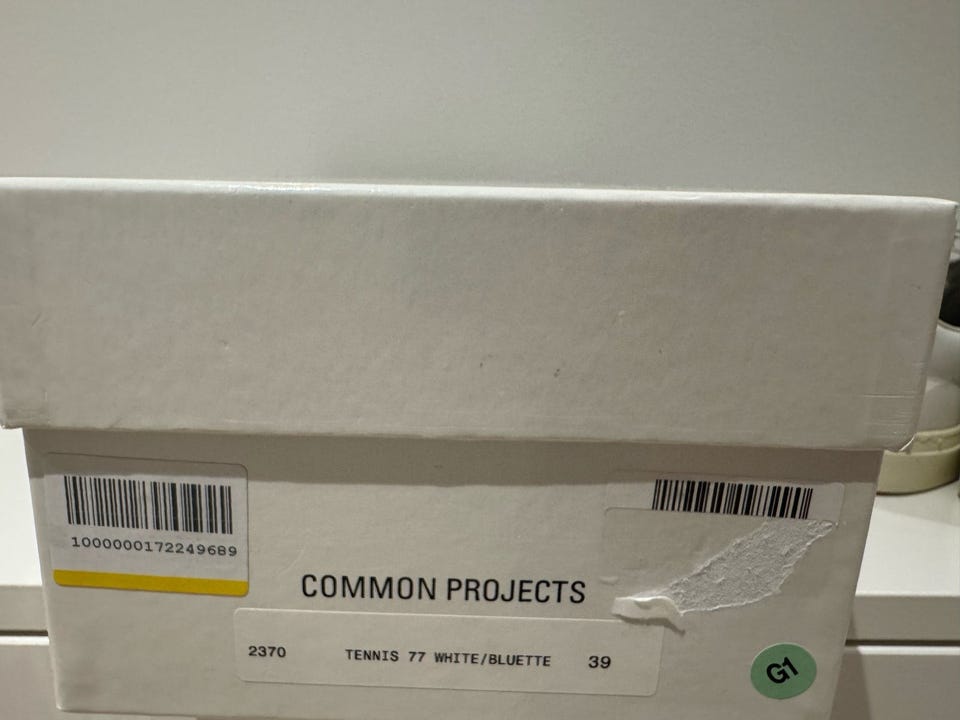 1000000172249689
COMMON PROJECTS
2370 TENNIS 77 WHITE/BLUETTE 39
G1